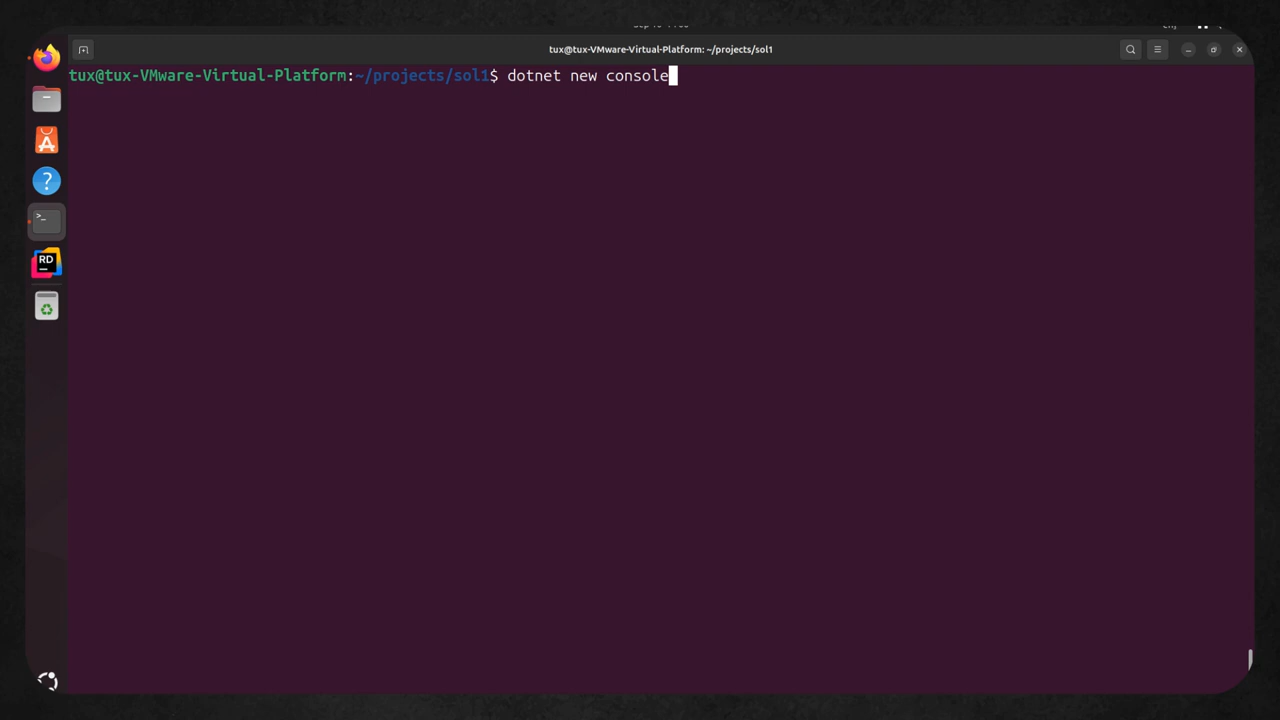 tux@tux-VMware-Virtual-Platform: ~/projects/sol1
tux@tux-VMware-Virtual-Platform:~/projects/sol1$ dotnet new console
>_
?
RD